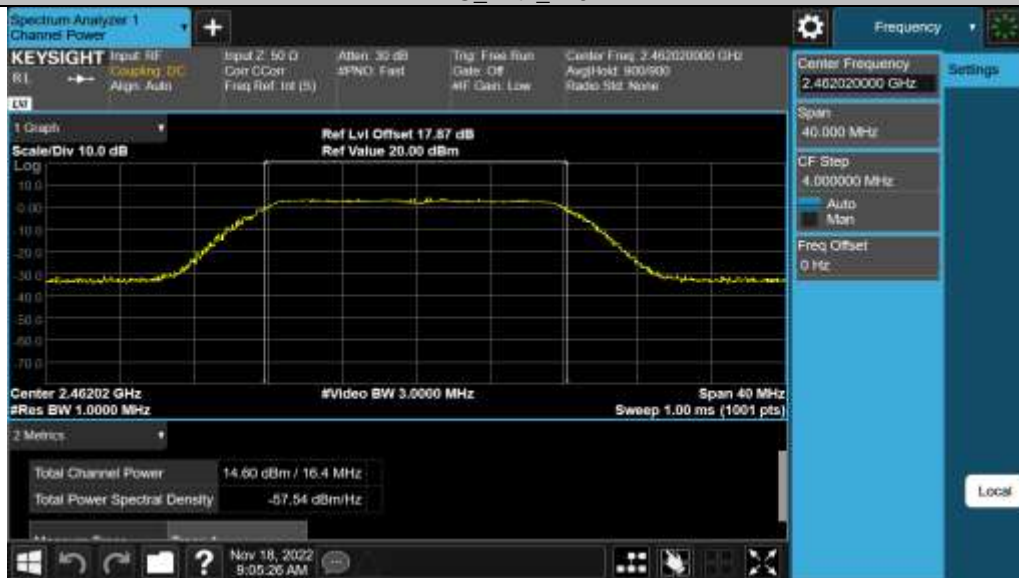 Spectrum Analyzer 1
Channel Power
+
Frequency
KEYSIGHT
Input: RF
Coupling: DC
Align: Auto
Input Z: 50 Ω
Corr CCorr
Freq Ref: Int (S)
Atten: 30 dB
#PNO: Fast
Trig: Free Run
Gate: Off
#IF Gain: Low
Center Freq: 2.462020000 GHz
Avg|Hold: 900/900
Radio Std: None
RL
LXI
Center Frequency
2.462020000 GHz
Settings
Span
40.000 MHz
CF Step
4.000000 MHz
Auto
Man
Freq Offset
0 Hz
1 Graph
Scale/Div 10.0 dB
Ref Lvl Offset 17.87 dB
Ref Value 20.00 dBm
Log
10.0
0.00
-10.0
-20.0
-30.0
-40.0
-50.0
-60.0
-70.0
Center 2.46202 GHz
#Video BW 3.0000 MHz
Span 40 MHz
#Res BW 1.0000 MHz
Sweep 1.00 ms (1001 pts)
2 Metrics
Total Channel Power 14.60 dBm / 16.4 MHz
Total Power Spectral Density -57.54 dBm/Hz
Local
?
Nov 18, 2022
9:05:26 AM